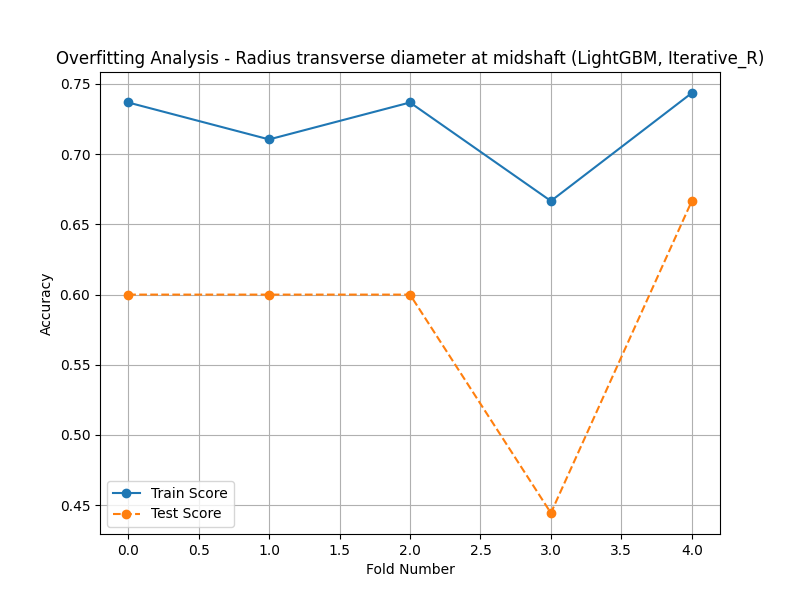 Overfitting Analysis - Radius transverse diameter at midshaft (LightGBM, Iterative_R)
0.75
0.70
0.65
0.60
0.55
0.50
0.45
Accuracy
Train Score
Test Score
0.0 0.5 1.0 1.5 2.0 2.5 3.0 3.5 4.0
Fold Number